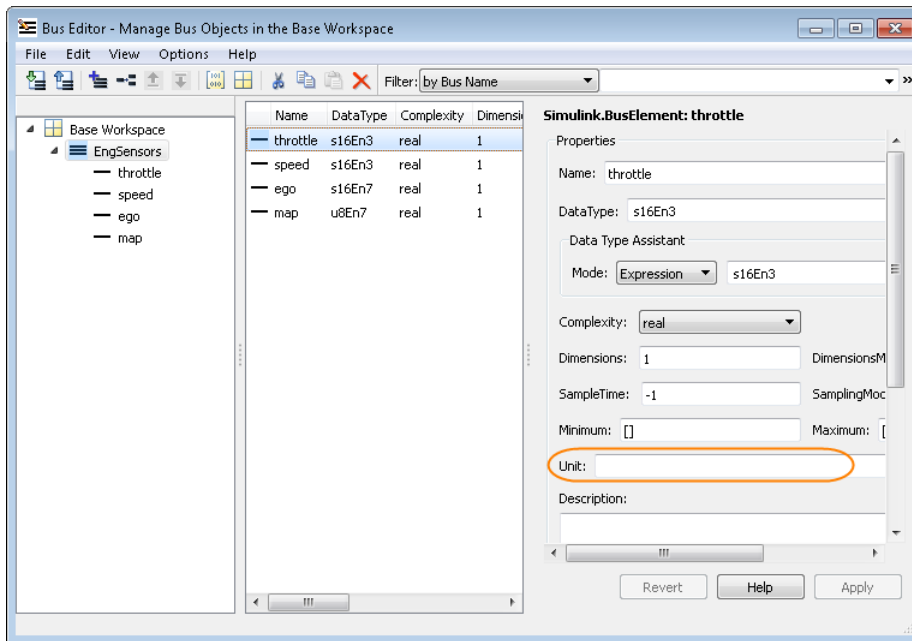 Bus Editor - Manage Bus Objects in the Base Workspace
File Edit View Options Help
Filter: by Bus Name
Base Workspace
EngSensors
throttle
speed
ego
map
Name DataType Complexity Dimensi
throttle s16En3 real 1
speed s16En3 real 1
ego s16En7 real 1
map u8En7 real 1
Simulink.BusElement: throttle
Properties
Name: throttle
DataType: s16En3
Data Type Assistant
Mode: Expression s16En3
Complexity: real
Dimensions: 1 DimensionsM
SampleTime: -1 SamplingMoc
Minimum: [] Maximum: [
Unit:
Description:
Revert Help Apply